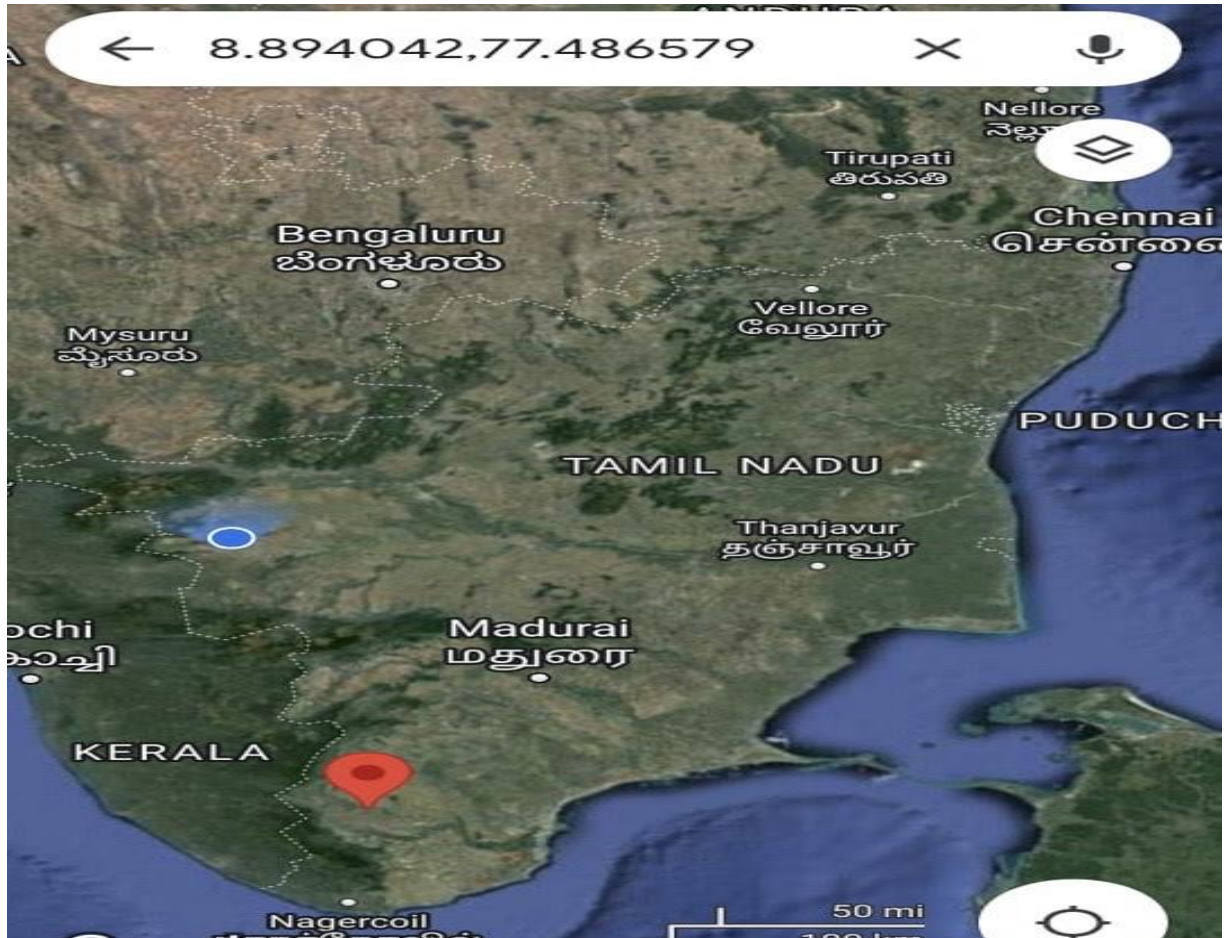 8.894042,77.486579
Nellore
Tirupati
తిరుపతి
Chennai
Bengaluru
ಬೆಂಗಳೂರು
Vellore
வேலூர்
Mysuru
ಮೈಸೂರು
PUDUCH
TAMIL NADU
Thanjavur
தஞ்சாவூர்
ochi
Madurai
மதுரை
KERALA
50 mi
Nagercoil